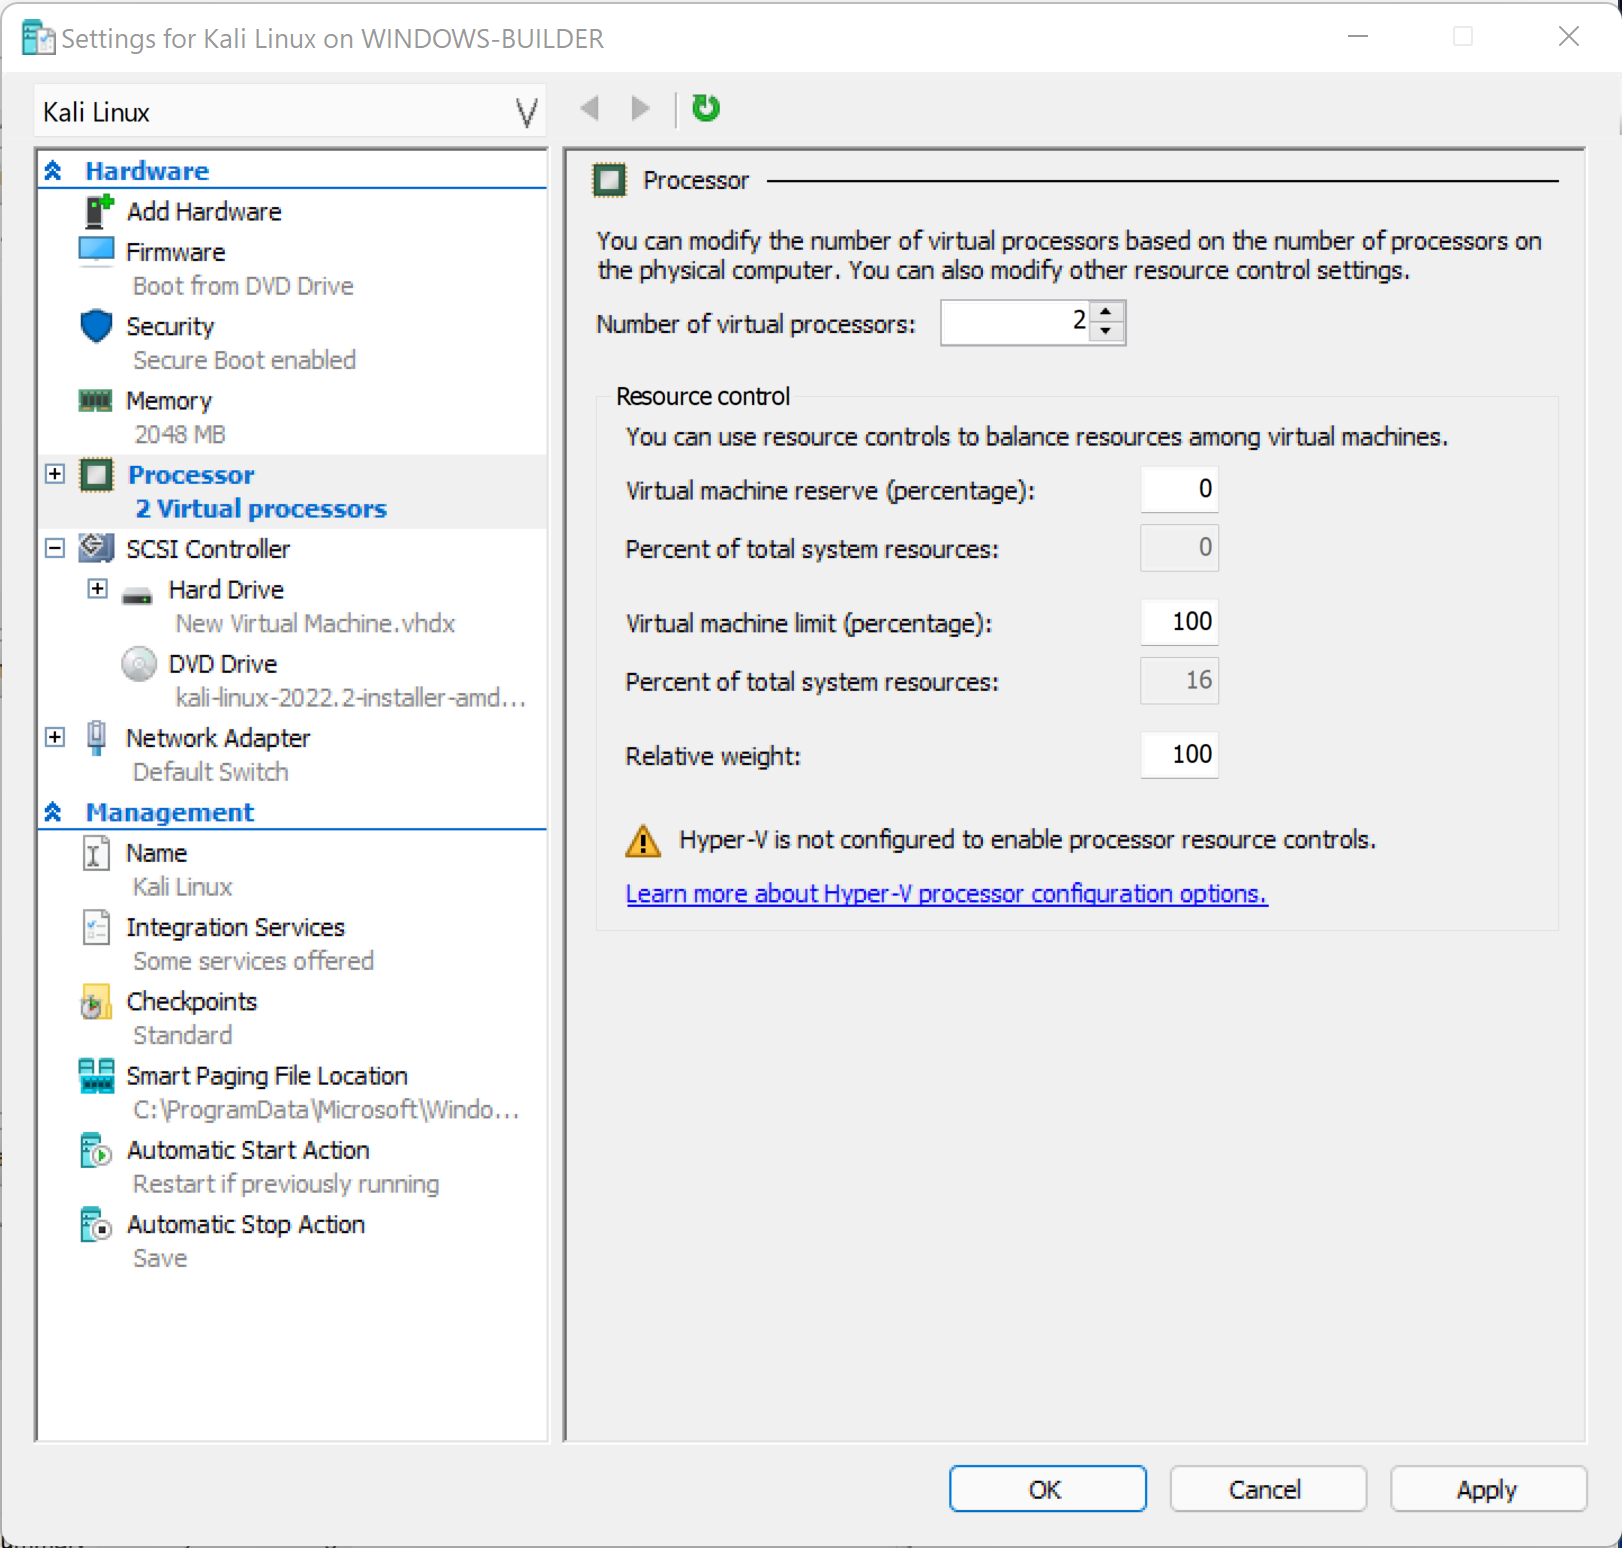 Settings for Kali Linux on WINDOWS-BUILDER
Kali Linux
Hardware
Add Hardware
Firmware
Boot from DVD Drive
Security
Secure Boot enabled
Memory
2048 MB
Processor
2 Virtual processors
SCSI Controller
Hard Drive
New Virtual Machine.vhdx
DVD Drive
kali-linux-2022.2-installer-amd...
Network Adapter
Default Switch
Management
Name
Kali Linux
Integration Services
Some services offered
Checkpoints
Standard
Smart Paging File Location
C:\ProgramData\Microsoft\Windo...
Automatic Start Action
Restart if previously running
Automatic Stop Action
Save
Processor
You can modify the number of virtual processors based on the number of processors on
the physical computer. You can also modify other resource control settings.
Number of virtual processors: 2
Resource control
You can use resource controls to balance resources among virtual machines.
Virtual machine reserve (percentage): 0
Percent of total system resources: 0
Virtual machine limit (percentage): 100
Percent of total system resources: 16
Relative weight: 100
Hyper-V is not configured to enable processor resource controls.
Learn more about Hyper-V processor configuration options.
OK Cancel Apply